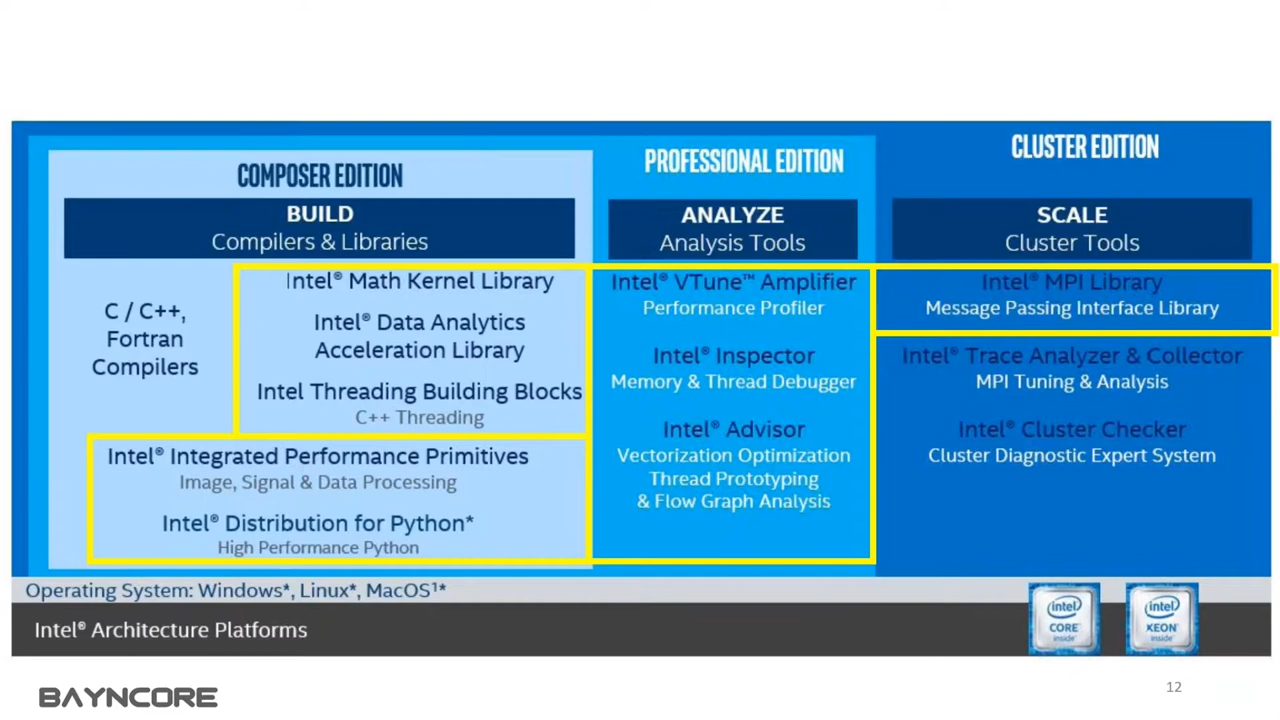 COMPOSER EDITION
BUILD
Compilers & Libraries
C / C++,
Fortran
Compilers
Intel® Math Kernel Library
Intel® Data Analytics
Acceleration Library
Intel Threading Building Blocks
C++ Threading
Intel® Integrated Performance Primitives
Image, Signal & Data Processing
Intel® Distribution for Python*
High Performance Python
PROFESSIONAL EDITION
ANALYZE
Analysis Tools
Intel® VTune™ Amplifier
Performance Profiler
Intel® Inspector
Memory & Thread Debugger
Intel® Advisor
Vectorization Optimization
Thread Prototyping
& Flow Graph Analysis
CLUSTER EDITION
SCALE
Cluster Tools
Intel® MPI Library
Message Passing Interface Library
Intel® Trace Analyzer & Collector
MPI Tuning & Analysis
Intel® Cluster Checker
Cluster Diagnostic Expert System
Operating System: Windows*, Linux*, MacOS¹*
Intel® Architecture Platforms
intel
CORE
inside
intel
XEON
inside
BAYNCORE
12